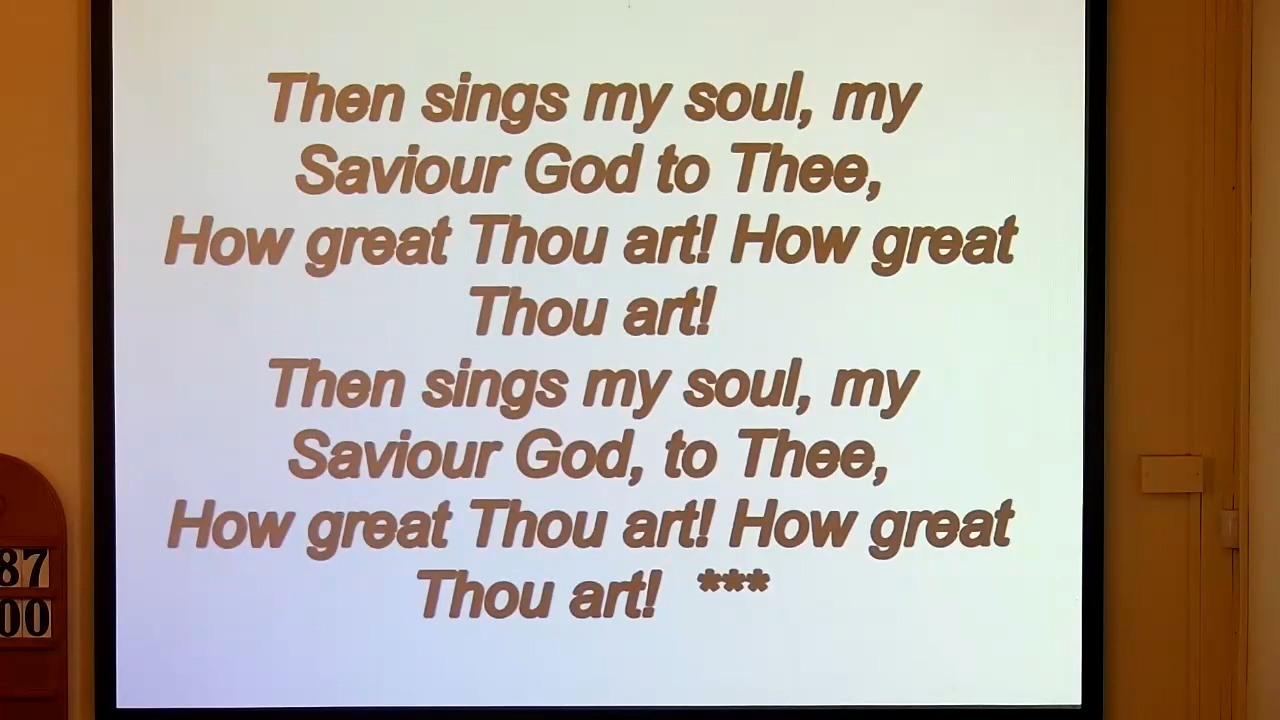 Then sings my soul, my
Saviour God to Thee,
How great Thou art! How great
Thou art!
Then sings my soul, my
Saviour God, to Thee,
How great Thou art! How great
Thou art! ***
87
00